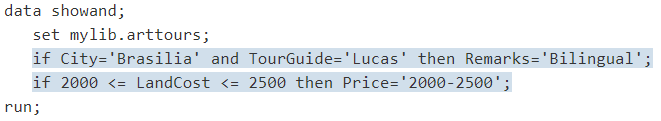 data showand;
set mylib.arttours;
if City='Brasilia' and TourGuide='Lucas' then Remarks='Bilingual';
if 2000 <= LandCost <= 2500 then Price='2000-2500';
run;